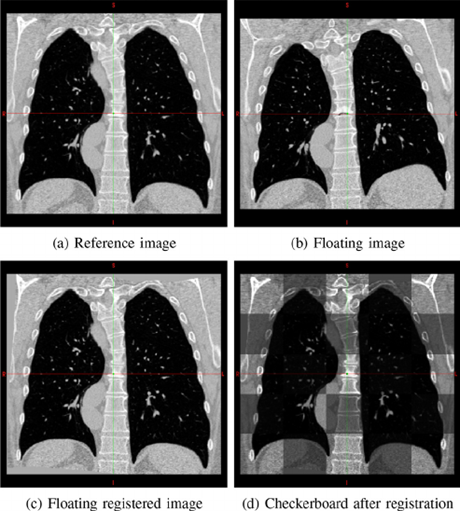 (a) Reference image
(b) Floating image
(c) Floating registered image
(d) Checkerboard after registration